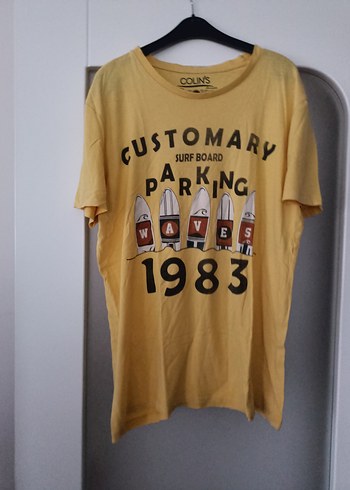 COLIN'S
CUSTOMARY
SURF BOARD
PARKING
WAVES
1983